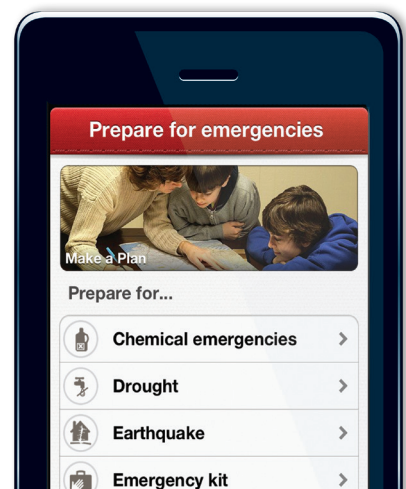 Prepare for emergencies
Make a Plan
Prepare for...
Chemical emergencies
Drought
Earthquake
Emergency kit